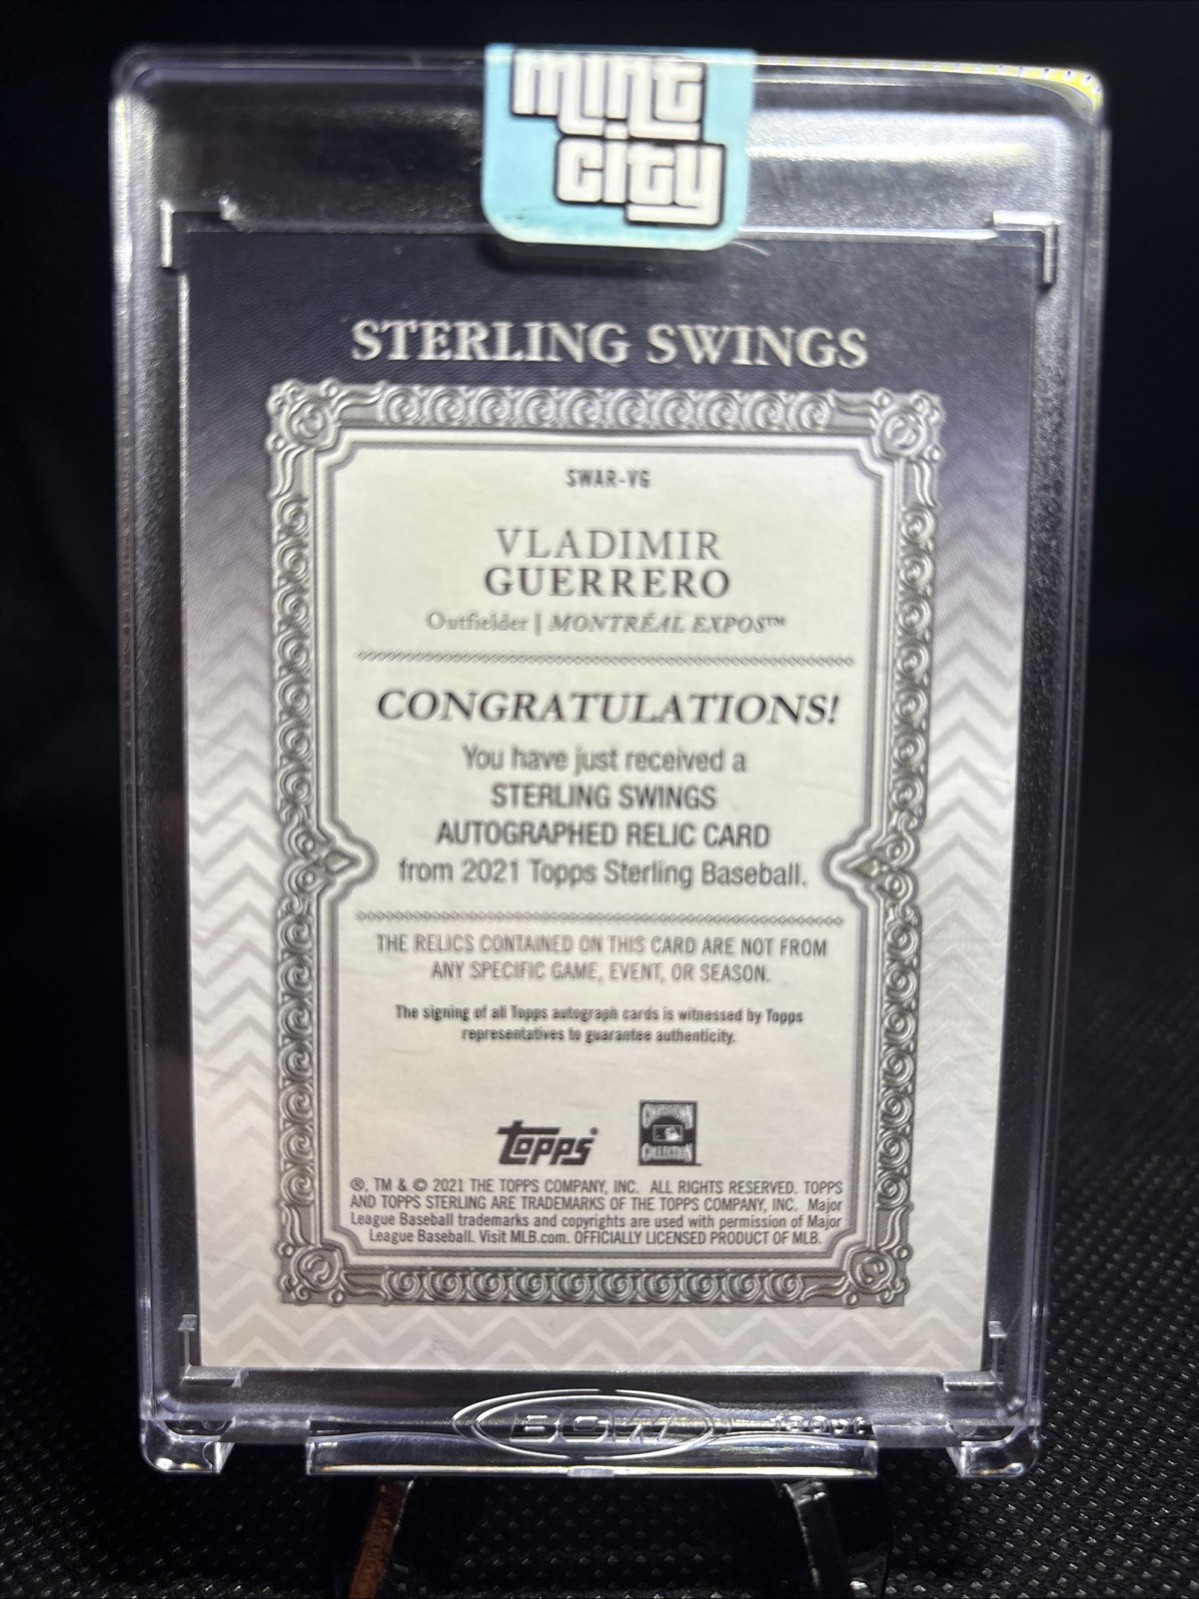 mint
city
STERLING SWINGS
SWAR-VG
VLADIMIR
GUERRERO
Outfielder | MONTRÉAL EXPOS™
CONGRATULATIONS!
You have just received a
STERLING SWINGS
AUTOGRAPHED RELIC CARD
from 2021 Topps Sterling Baseball.
THE RELICS CONTAINED ON THIS CARD ARE NOT FROM
ANY SPECIFIC GAME, EVENT, OR SEASON.
The signing of all Topps autograph cards is witnessed by Topps
representatives to guarantee authenticity.
topps®
COOPERSTOWN
COLLECTION
®, TM & © 2021 THE TOPPS COMPANY, INC. ALL RIGHTS RESERVED. TOPPS
AND TOPPS STERLING ARE TRADEMARKS OF THE TOPPS COMPANY, INC. Major
League Baseball trademarks and copyrights are used with permission of Major
League Baseball. Visit MLB.com. OFFICIALLY LICENSED PRODUCT OF MLB.
BCW